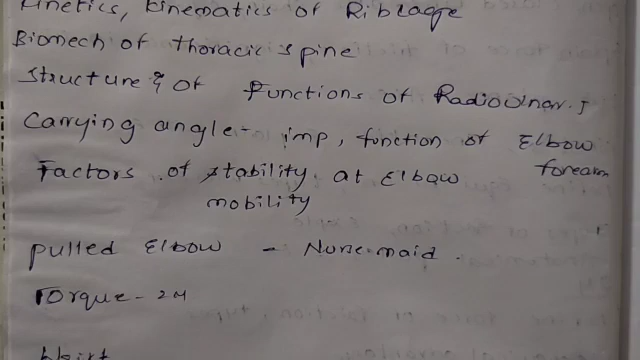 Kinetics, Kinematics of Ribcage
Biomech of thoracic spine
Structure & of Functions of Radioulnar J
Carrying angle - imp, function of Elbow
Factors of stability at Elbow forearm
mobility
Pulled Elbow - Nurse maid.
Torque - 2M